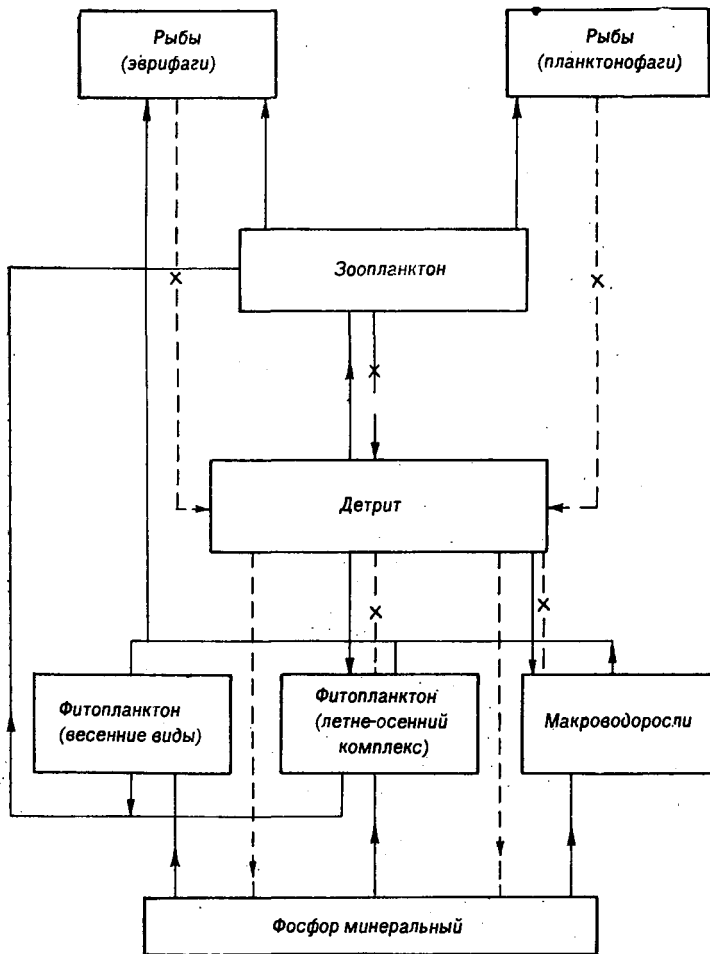 Рыбы
(эврифаги)
Рыбы
(планктонофаги)
Зоопланктон
Детрит
Фитопланктон
(весенние виды)
Фитопланктон
(летне-осенний
комплекс)
Макроводоросли
Фосфор минеральный